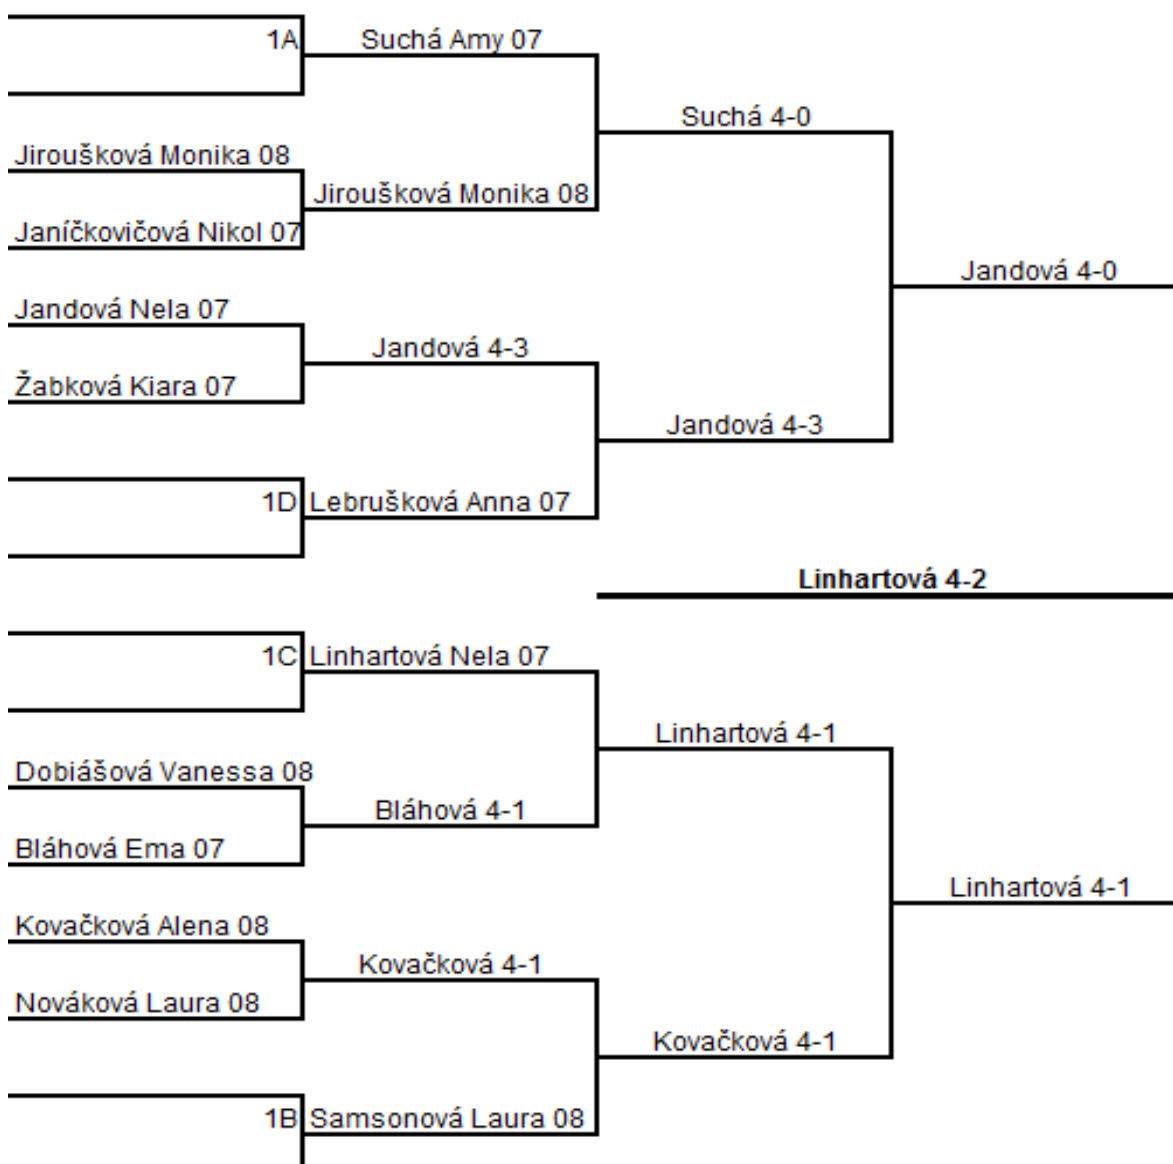 1A
Suchá Amy 07
Suchá 4-0
Jiroušková Monika 08
Jiroušková Monika 08
Janíčkovičová Nikol 07
Jandová 4-0
Jandová Nela 07
Jandová 4-3
Žabková Kiara 07
Jandová 4-3
1D
Lebrušková Anna 07
Linhartová 4-2
1C
Linhartová Nela 07
Linhartová 4-1
Dobiášová Vanessa 08
Bláhová 4-1
Bláhová Ema 07
Linhartová 4-1
Kovačková Alena 08
Kovačková 4-1
Nováková Laura 08
Kovačková 4-1
1B
Samsonová Laura 08